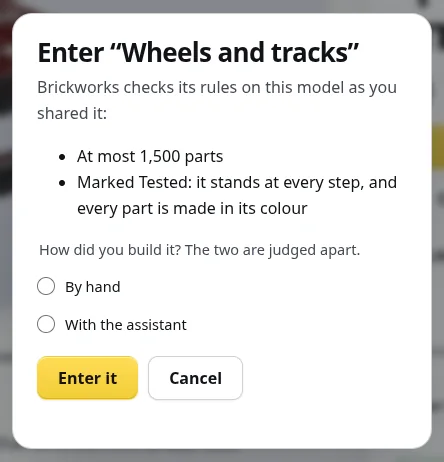 Enter “Wheels and tracks”
Brickworks checks its rules on this model as you
shared it:
At most 1,500 parts
Marked Tested: it stands at every step, and
every part is made in its colour
How did you build it? The two are judged apart.
By hand
With the assistant
Enter it
Cancel